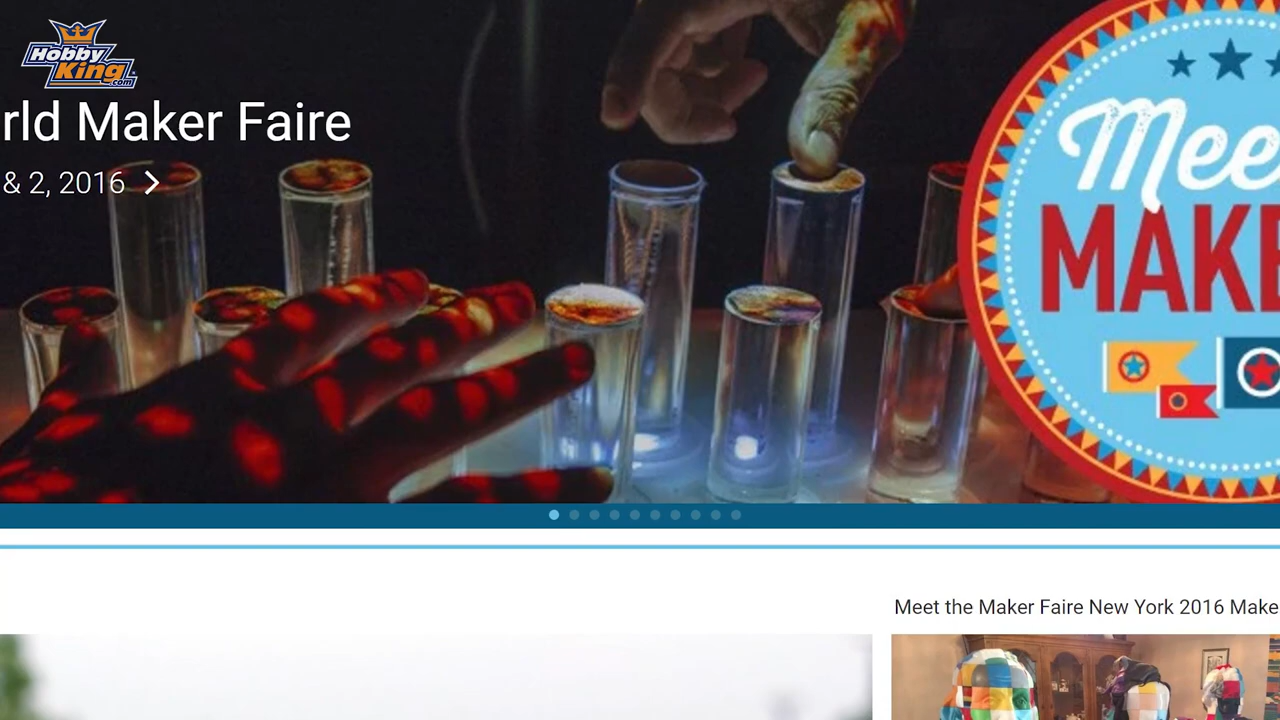 Hobby
King
.com
rld Maker Faire
& 2, 2016
Mee
MAKE
Meet the Maker Faire New York 2016 Make